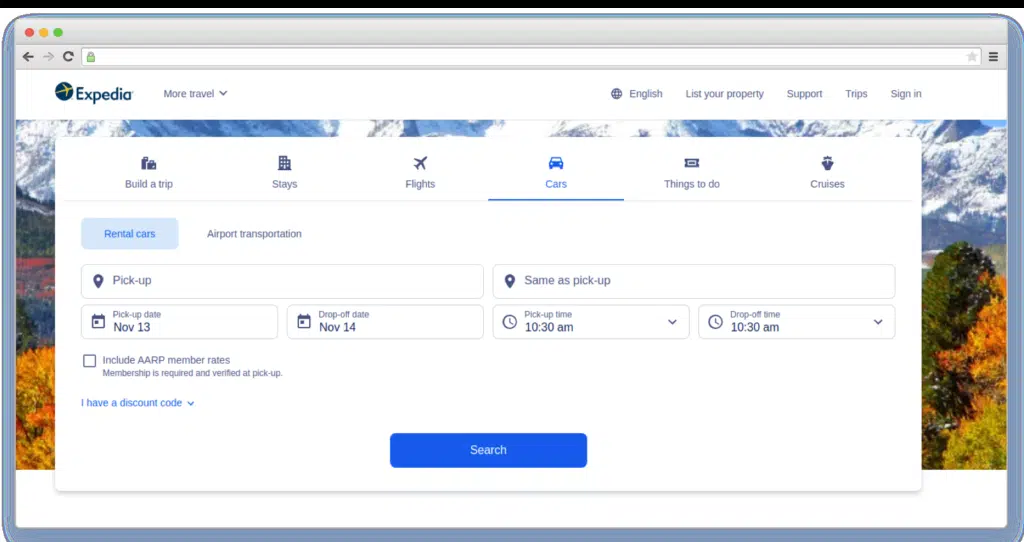 Expedia
More travel
English
List your property
Support
Trips
Sign in
Build a trip
Stays
Flights
Cars
Things to do
Cruises
Rental cars
Airport transportation
Pick-up
Same as pick-up
Pick-up date
Nov 13
Drop-off date
Nov 14
Pick-up time
10:30 am
Drop-off time
10:30 am
Include AARP member rates
Membership is required and verified at pick-up.
I have a discount code
Search